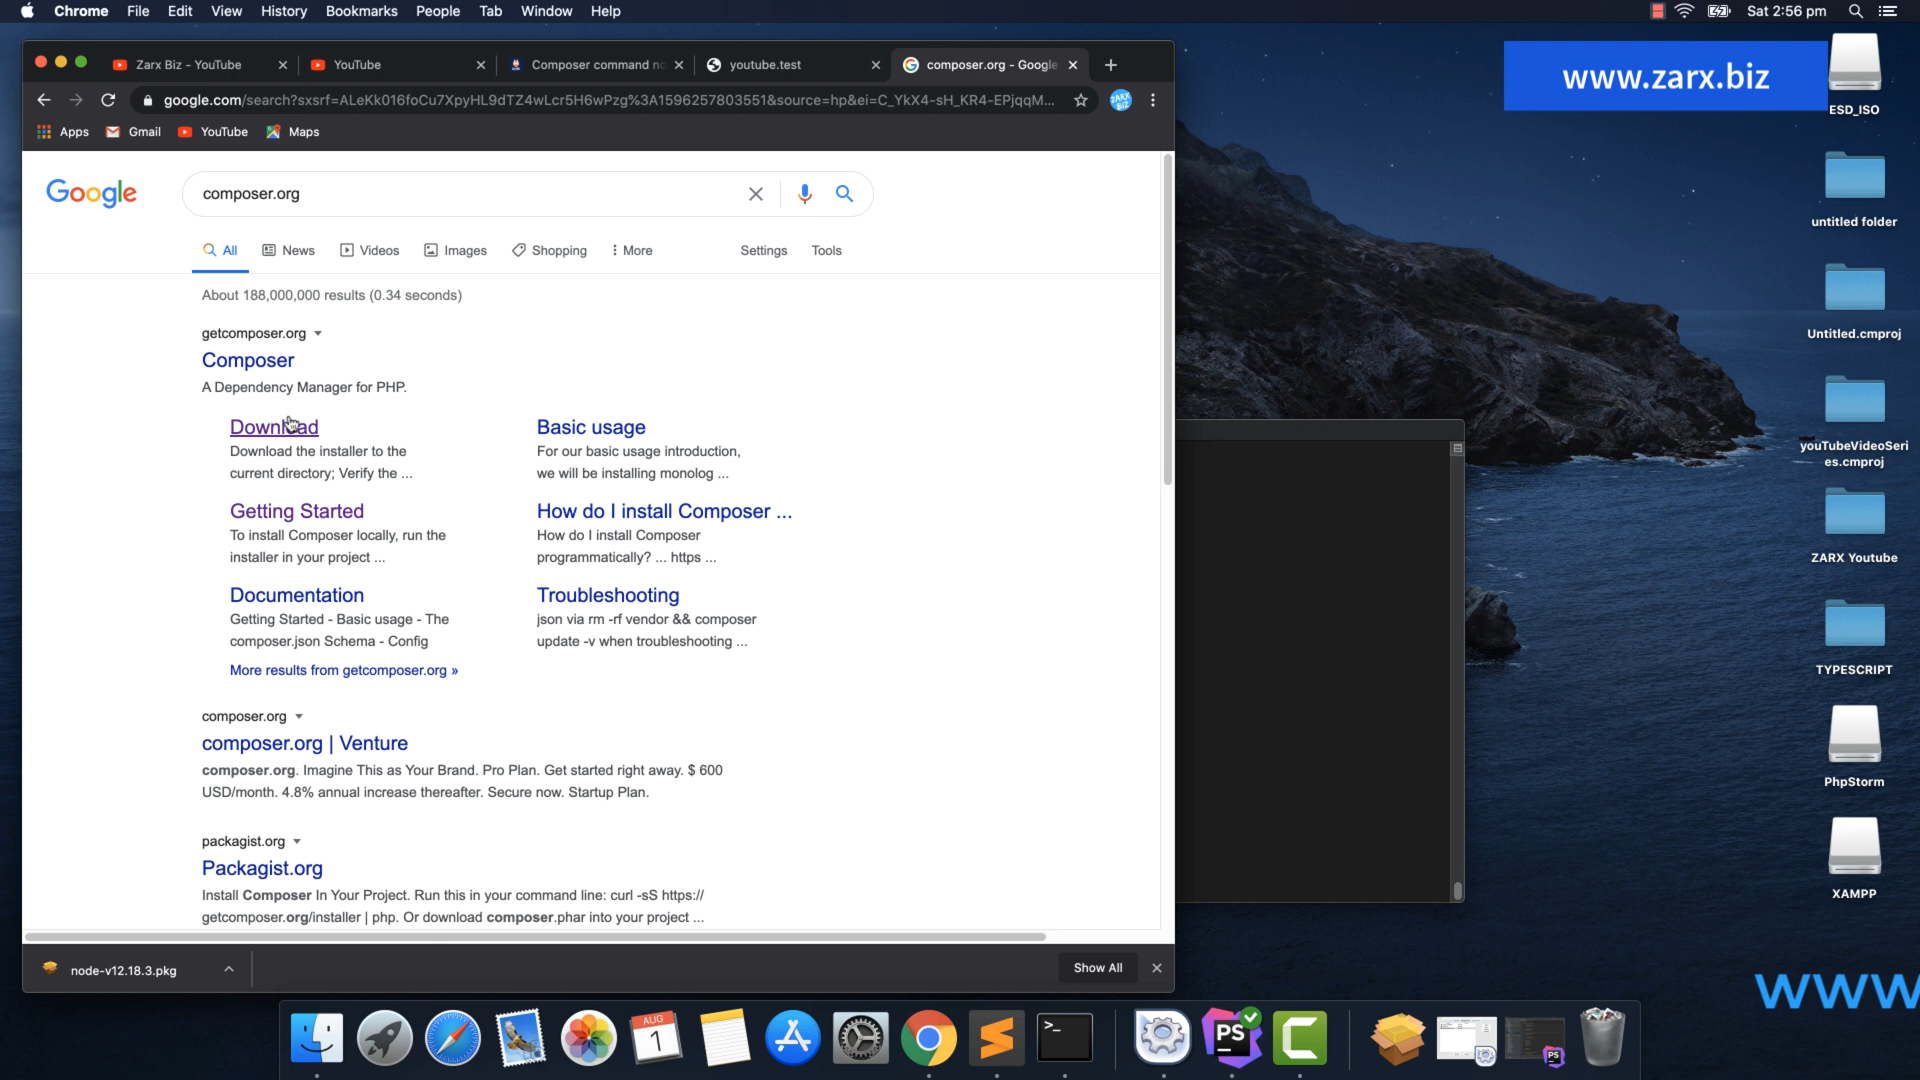 Chrome File Edit View History Bookmarks People Tab Window Help
Sat 2:56 pm
Zarx Biz - YouTube
YouTube
Composer command no
youtube.test
composer.org - Google
google.com/search?sxsrf=ALeKk016foCu7XpyHL9dTZ4wLcr5H6wPzg%3A1596257803551&source=hp&ei=C_YkX4-sH_KR4-EPjqqM...
ZARX
BIZ
Apps Gmail YouTube Maps
Google
composer.org
All News Videos Images Shopping More Settings Tools
About 188,000,000 results (0.34 seconds)
getcomposer.org
Composer
A Dependency Manager for PHP.
Download
Download the installer to the
current directory; Verify the ...
Basic usage
For our basic usage introduction,
we will be installing monolog ...
Getting Started
To install Composer locally, run the
installer in your project ...
How do I install Composer ...
How do I install Composer
programmatically? ... https ...
Documentation
Getting Started - Basic usage - The
composer.json Schema - Config
Troubleshooting
json via rm -rf vendor && composer
update -v when troubleshooting ...
More results from getcomposer.org »
composer.org
composer.org | Venture
composer.org. Imagine This as Your Brand. Pro Plan. Get started right away. $ 600
USD/month. 4.8% annual increase thereafter. Secure now. Startup Plan.
packagist.org
Packagist.org
Install Composer In Your Project. Run this in your command line: curl -sS https://
getcomposer.org/installer | php. Or download composer.phar into your project ...
node-v12.18.3.pkg
Show All
www.zarx.biz
ESD_ISO
untitled folder
Untitled.cmproj
youTubeVideoSeri
es.cmproj
ZARX Youtube
TYPESCRIPT
PhpStorm
XAMPP
www
AUG
1
>_
PS
C
PS